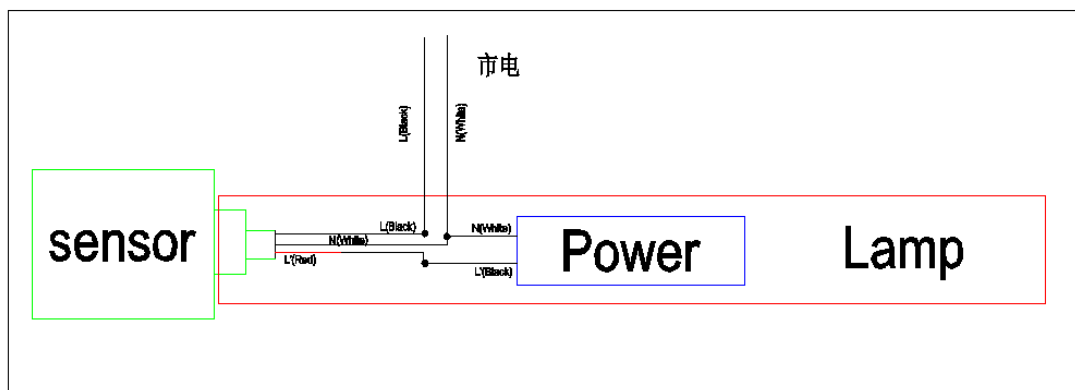 市电
L(Black)
N(White)
sensor
L(Black)
N(White)
L'(Red)
N(White)
L'(Black)
Power
Lamp